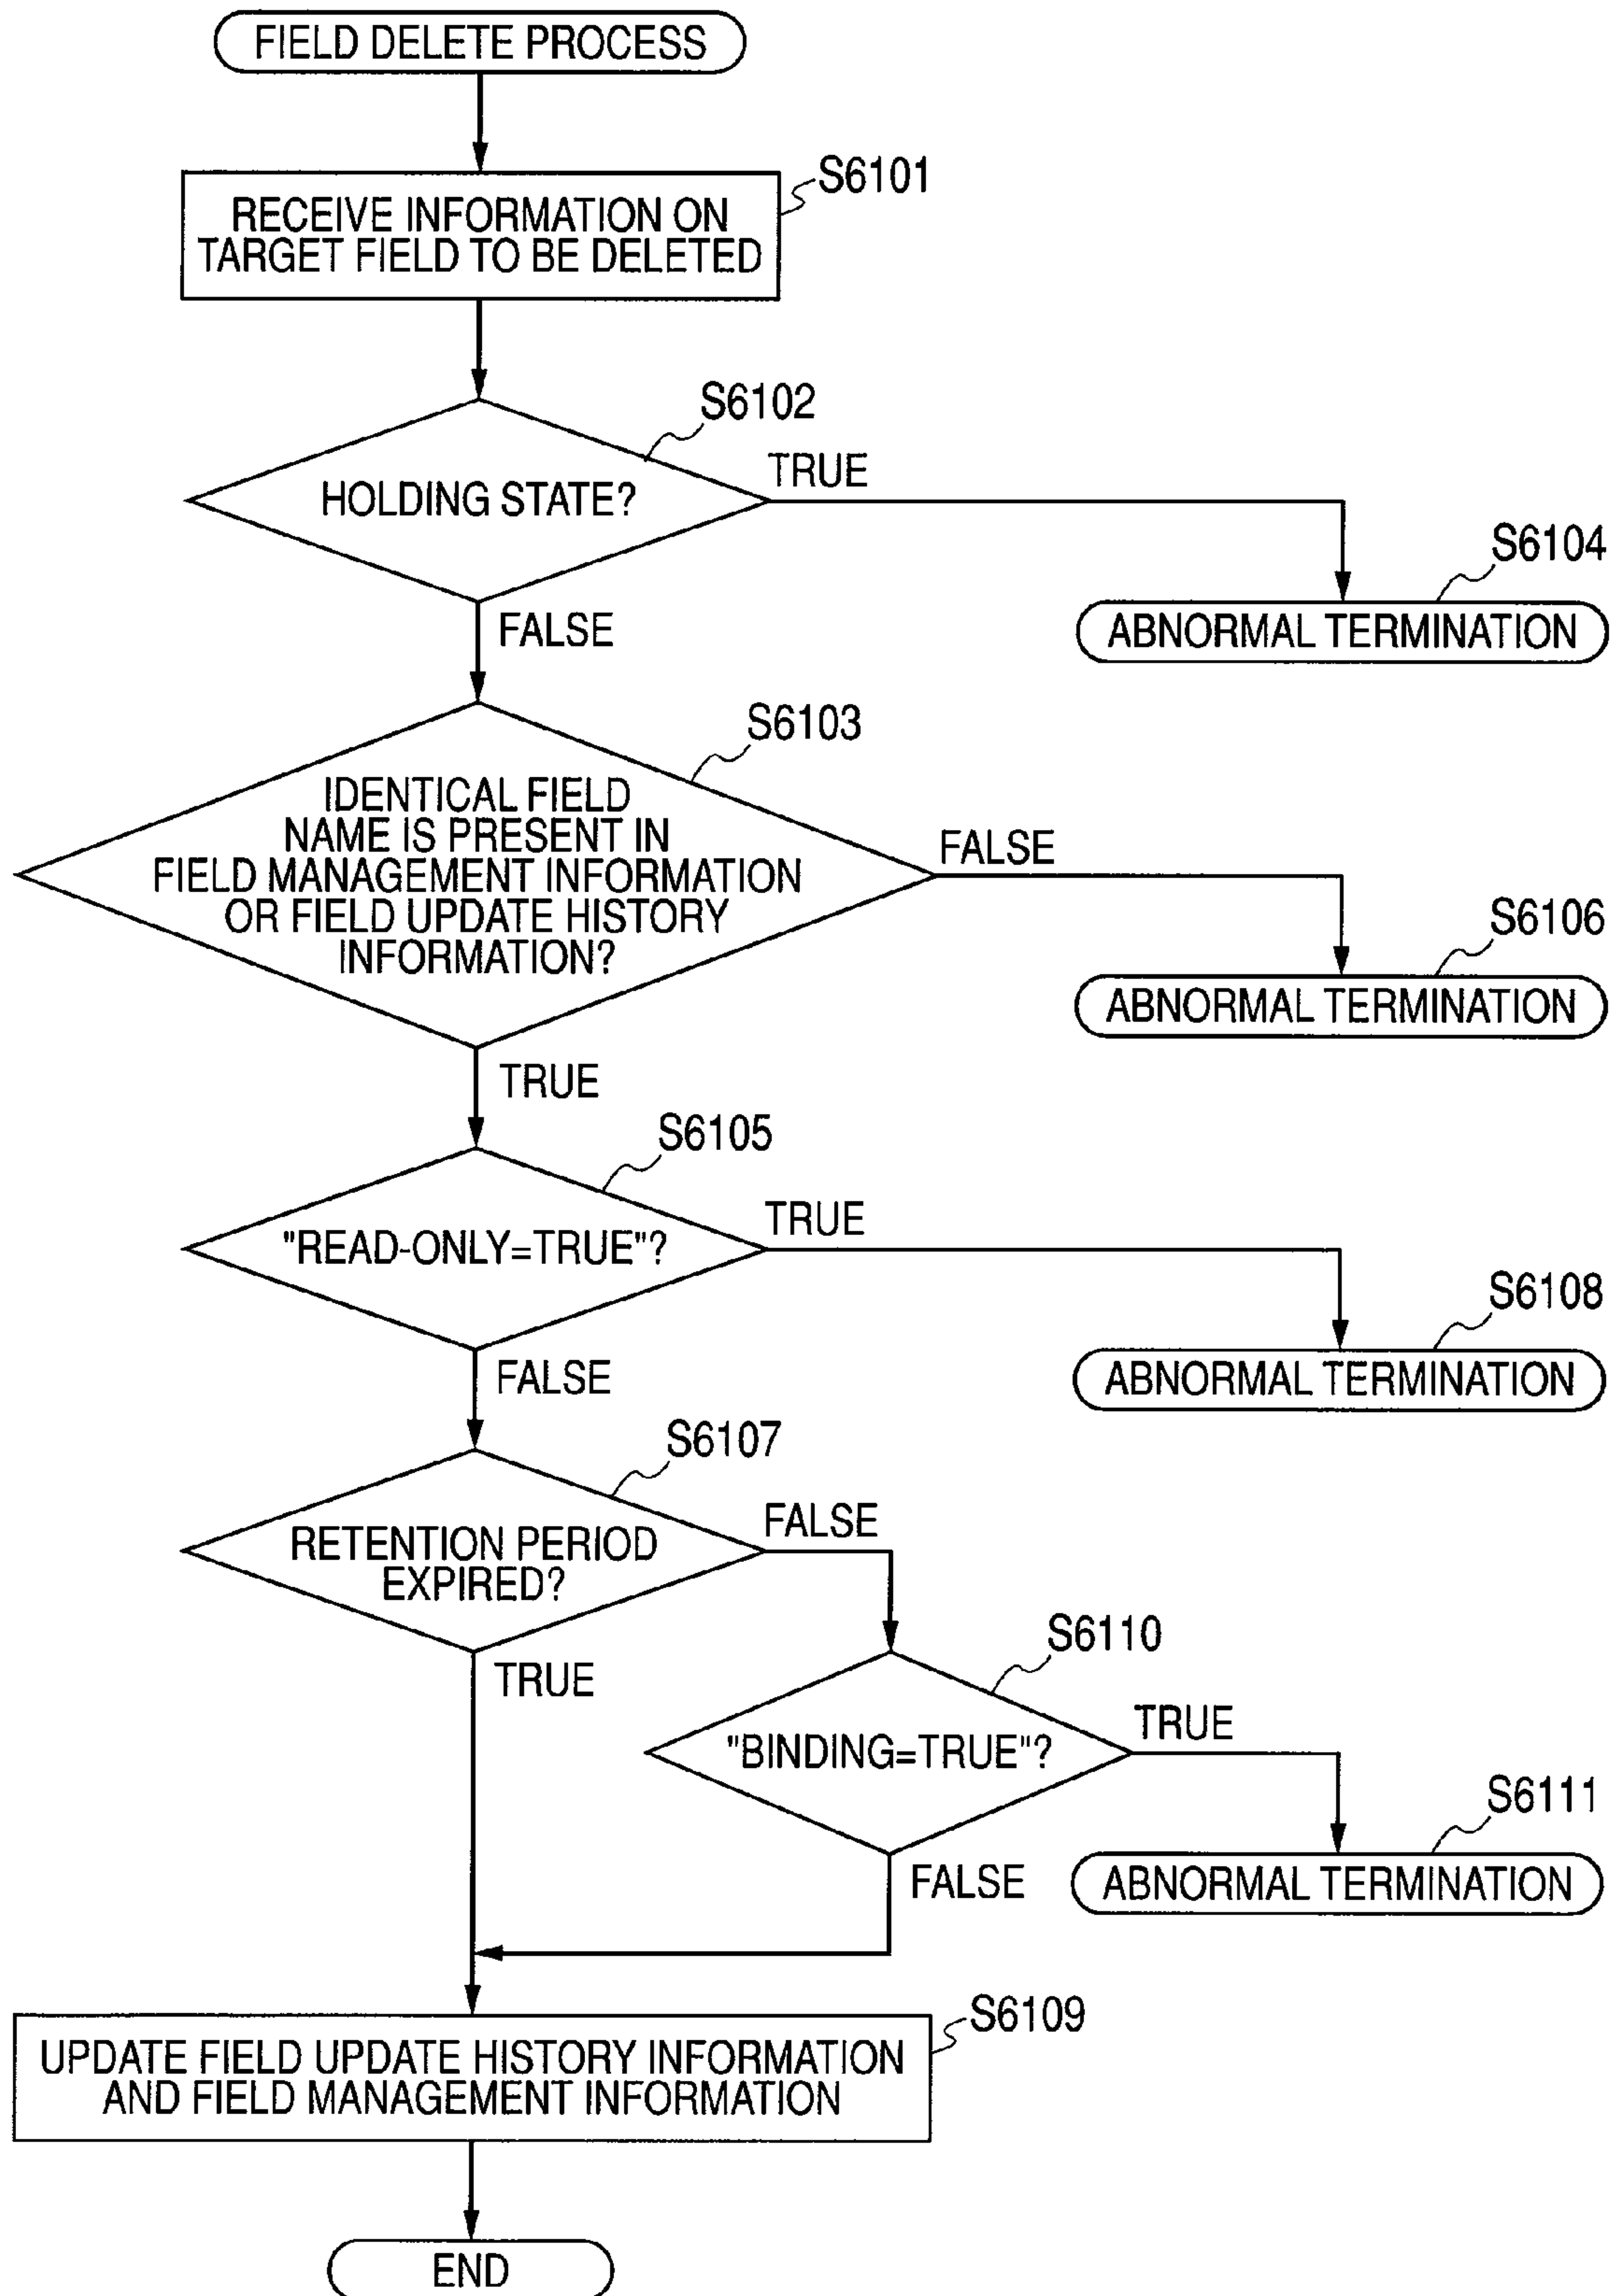 FIELD DELETE PROCESS
S6101
RECEIVE INFORMATION ON
TARGET FIELD TO BE DELETED
S6102
HOLDING STATE?
TRUE
S6104
ABNORMAL TERMINATION
FALSE
S6103
IDENTICAL FIELD
NAME IS PRESENT IN
FIELD MANAGEMENT INFORMATION
OR FIELD UPDATE HISTORY
INFORMATION?
FALSE
S6106
ABNORMAL TERMINATION
TRUE
S6105
"READ-ONLY=TRUE"?
TRUE
S6108
ABNORMAL TERMINATION
FALSE
S6107
RETENTION PERIOD
EXPIRED?
FALSE
TRUE
S6110
"BINDING=TRUE"?
TRUE
S6111
ABNORMAL TERMINATION
FALSE
S6109
UPDATE FIELD UPDATE HISTORY INFORMATION
AND FIELD MANAGEMENT INFORMATION
END